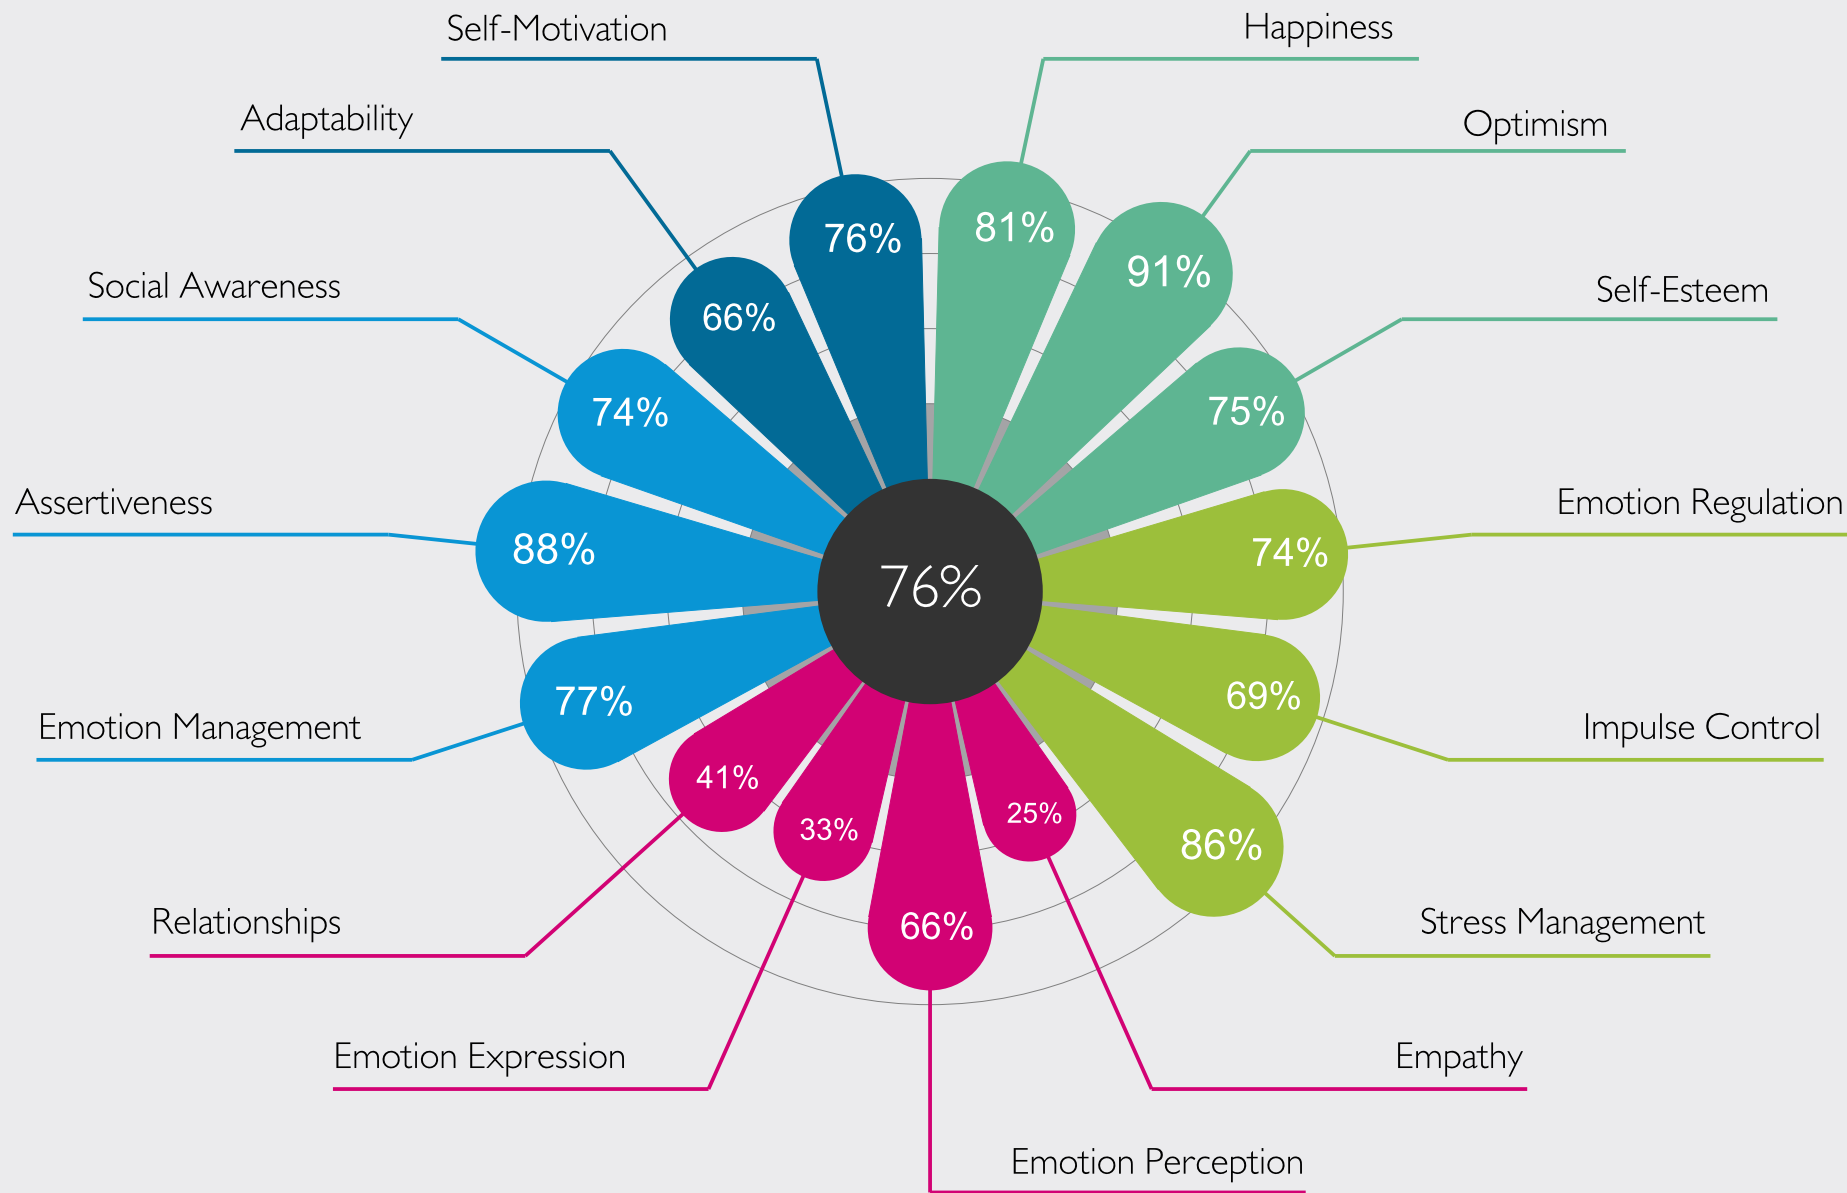 Self-Motivation
Happiness
Adaptability
Optimism
Social Awareness
Self-Esteem
Assertiveness
Emotion Regulation
Emotion Management
Impulse Control
Relationships
Stress Management
Emotion Expression
Empathy
Emotion Perception
76%
81%
91%
66%
75%
74%
88%
74%
76%
77%
69%
41%
33%
25%
86%
66%